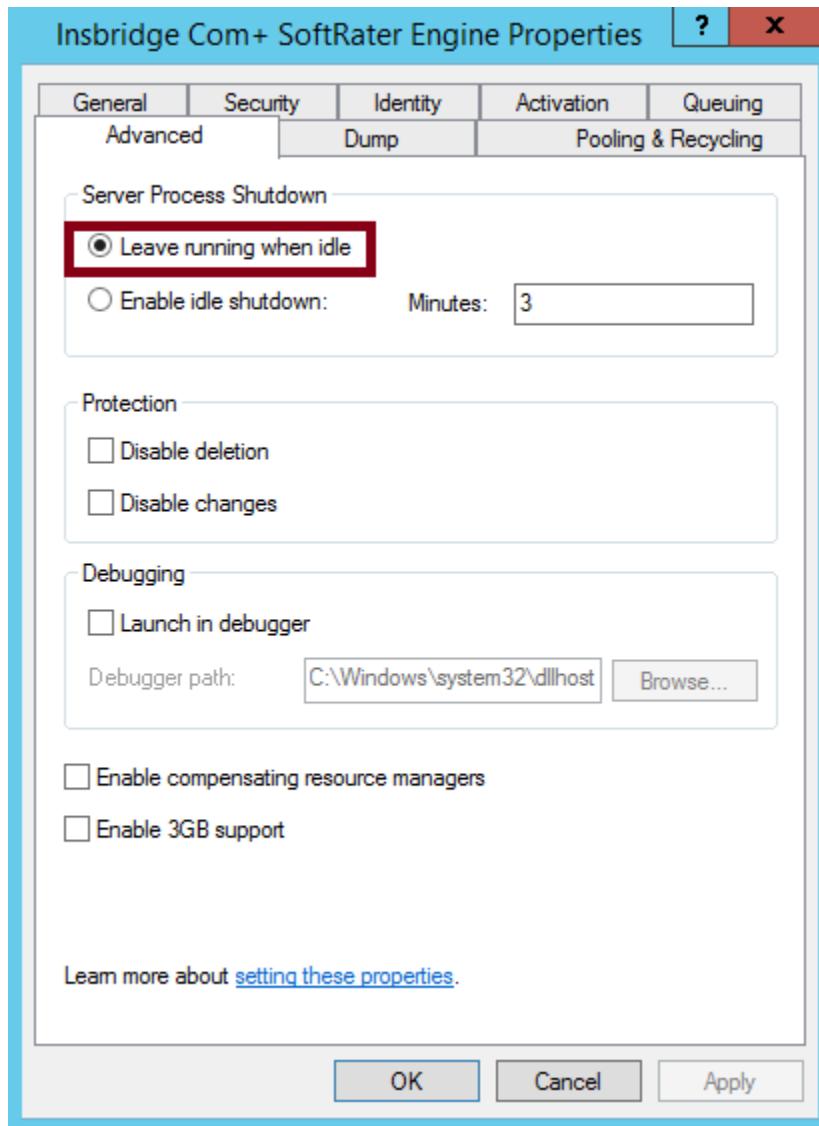 Insbridge Com+ SoftRater Engine Properties ? x
General Security Identity Activation Queuing
Advanced Dump Pooling & Recycling
Server Process Shutdown
Leave running when idle
Enable idle shutdown: Minutes: 3
Protection
Disable deletion
Disable changes
Debugging
Launch in debugger
Debugger path: C:\Windows\system32\dllhost Browse...
Enable compensating resource managers
Enable 3GB support
Learn more about setting these properties.
OK Cancel Apply